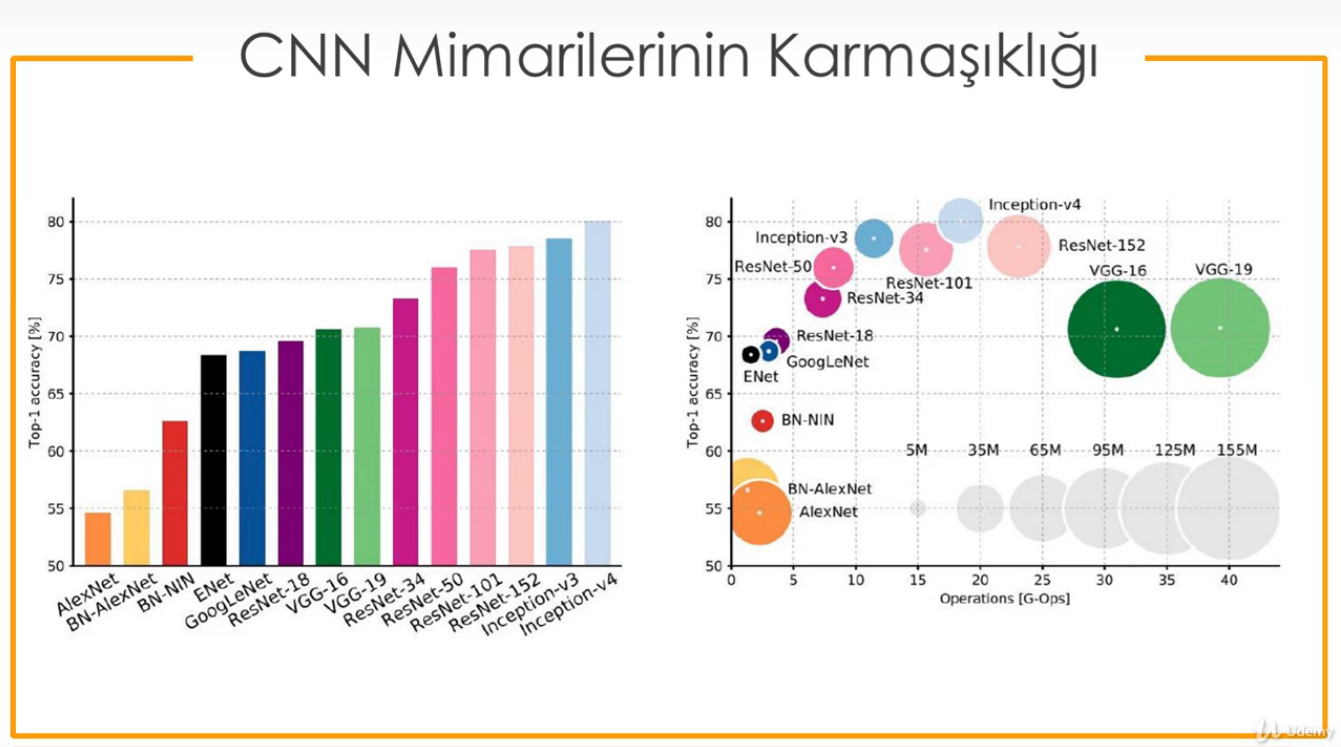 CNN Mimarilerinin Karmaşıklığı
80
75
70
65
60
55
50
Top-1 accuracy [%]
AlexNet
BN-AlexNet
BN-NIN
ENet
GoogLeNet
ResNet-18
VGG-16
VGG-19
ResNet-34
ResNet-50
ResNet-101
ResNet-152
Inception-v3
Inception-v4
80
75
70
65
60
55
50
Top-1 accuracy [%]
Inception-v4
Inception-v3
ResNet-152
ResNet-50
VGG-16
VGG-19
ResNet-101
ResNet-34
ResNet-18
GoogLeNet
ENet
BN-NIN
5M 35M 65M 95M 125M 155M
BN-AlexNet
AlexNet
0 5 10 15 20 25 30 35 40
Operations [G-Ops]
Udemy